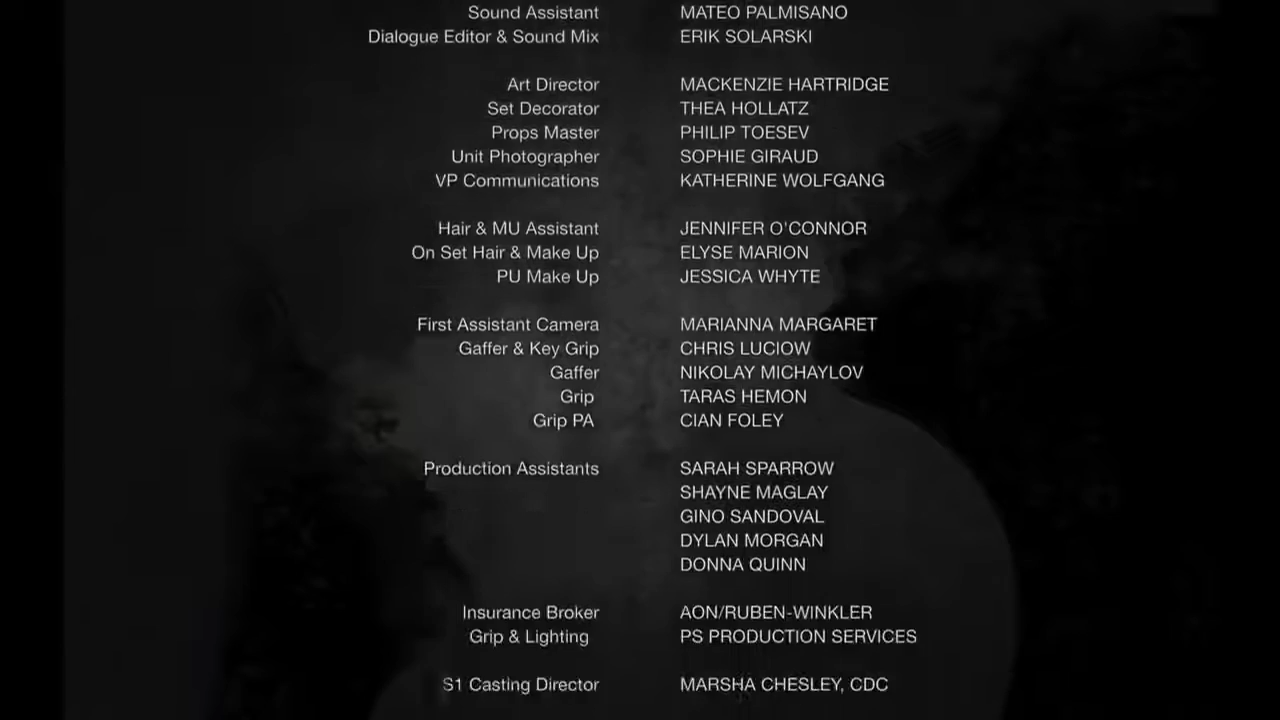 Sound Assistant MATEO PALMISANO
Dialogue Editor & Sound Mix ERIK SOLARSKI
Art Director MACKENZIE HARTRIDGE
Set Decorator THEA HOLLATZ
Props Master PHILIP TOESEV
Unit Photographer SOPHIE GIRAUD
VP Communications KATHERINE WOLFGANG
Hair & MU Assistant JENNIFER O'CONNOR
On Set Hair & Make Up ELYSE MARION
PU Make Up JESSICA WHYTE
First Assistant Camera MARIANNA MARGARET
Gaffer & Key Grip CHRIS LUCIOW
Gaffer NIKOLAY MICHAYLOV
Grip TARAS HEMON
Grip PA CIAN FOLEY
Production Assistants SARAH SPARROW
SHAYNE MAGLAY
GINO SANDOVAL
DYLAN MORGAN
DONNA QUINN
Insurance Broker AON/RUBEN-WINKLER
Grip & Lighting PS PRODUCTION SERVICES
S1 Casting Director MARSHA CHESLEY, CDC